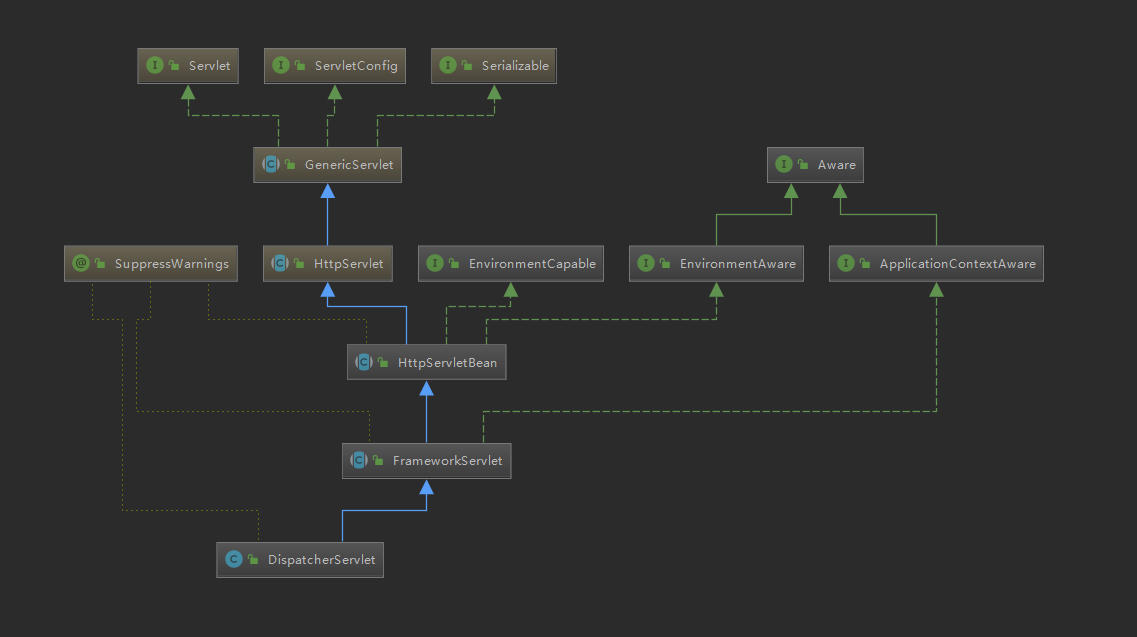 Servlet
ServletConfig
Serializable
GenericServlet
Aware
SuppressWarnings
HttpServlet
EnvironmentCapable
EnvironmentAware
ApplicationContextAware
HttpServletBean
FrameworkServlet
DispatcherServlet